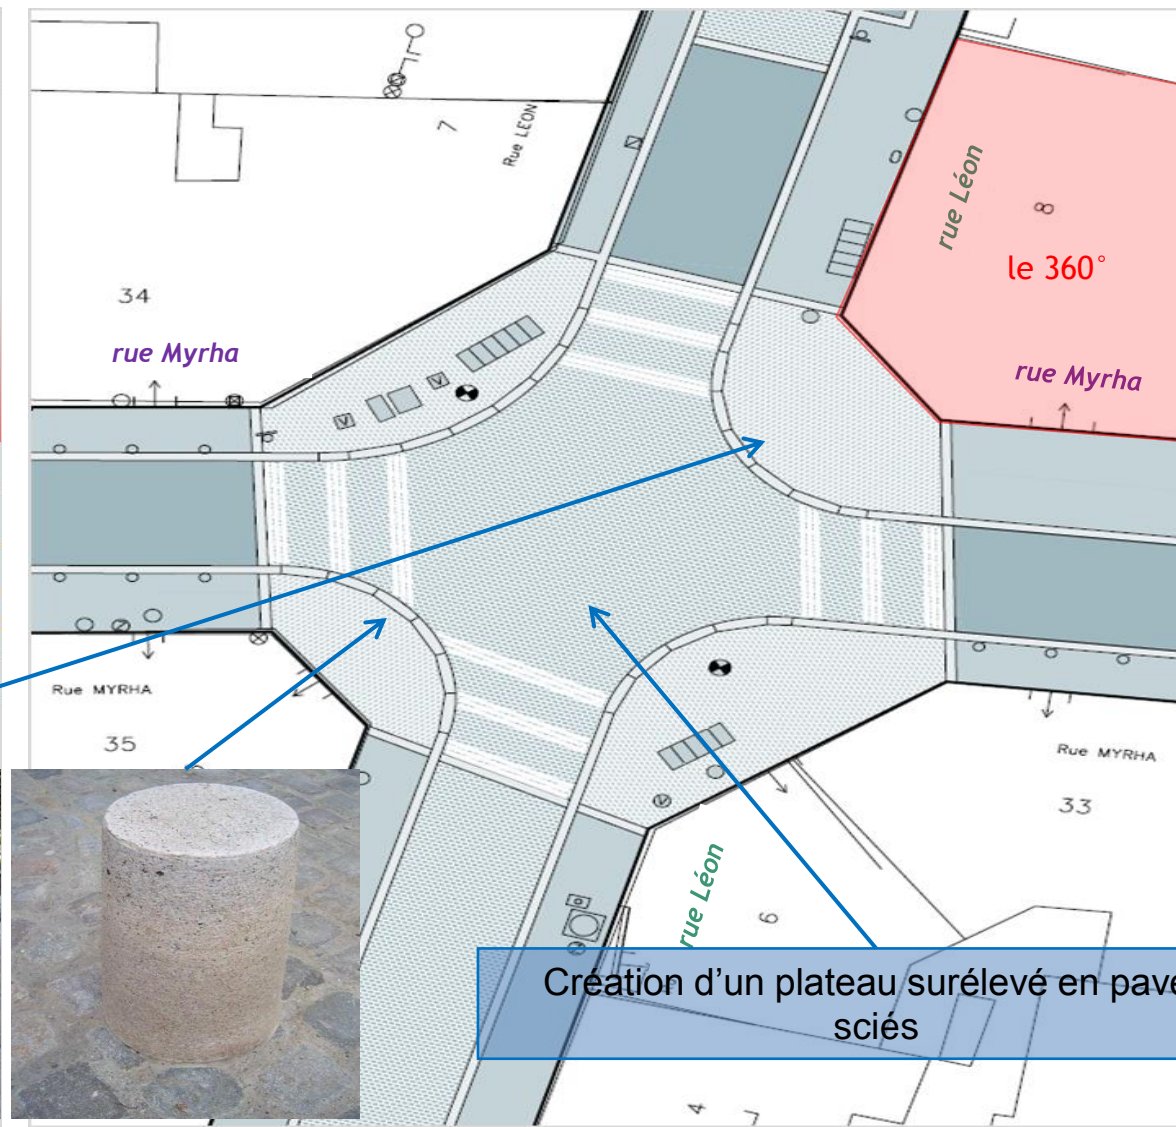 7
Rue LEON
rue Léon
8
le 360°
34
rue Myrha
rue Myrha
Rue MYRHA
35
Rue MYRHA
33
rue Léon
6
Création d’un plateau surélevé en pavé
sciés
4